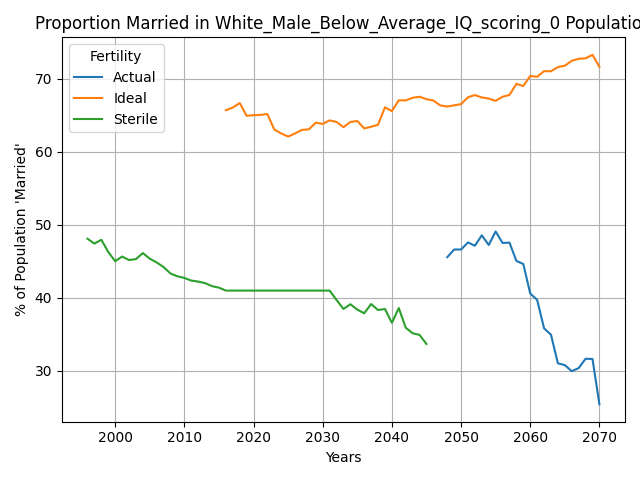 Proportion Married in White_Male_Below_Average_IQ_scoring_0 Populatio
Fertility
Actual
Ideal
Sterile
% of Population 'Married'
70
60
50
40
30
2000 2010 2020 2030 2040 2050 2060 2070
Years